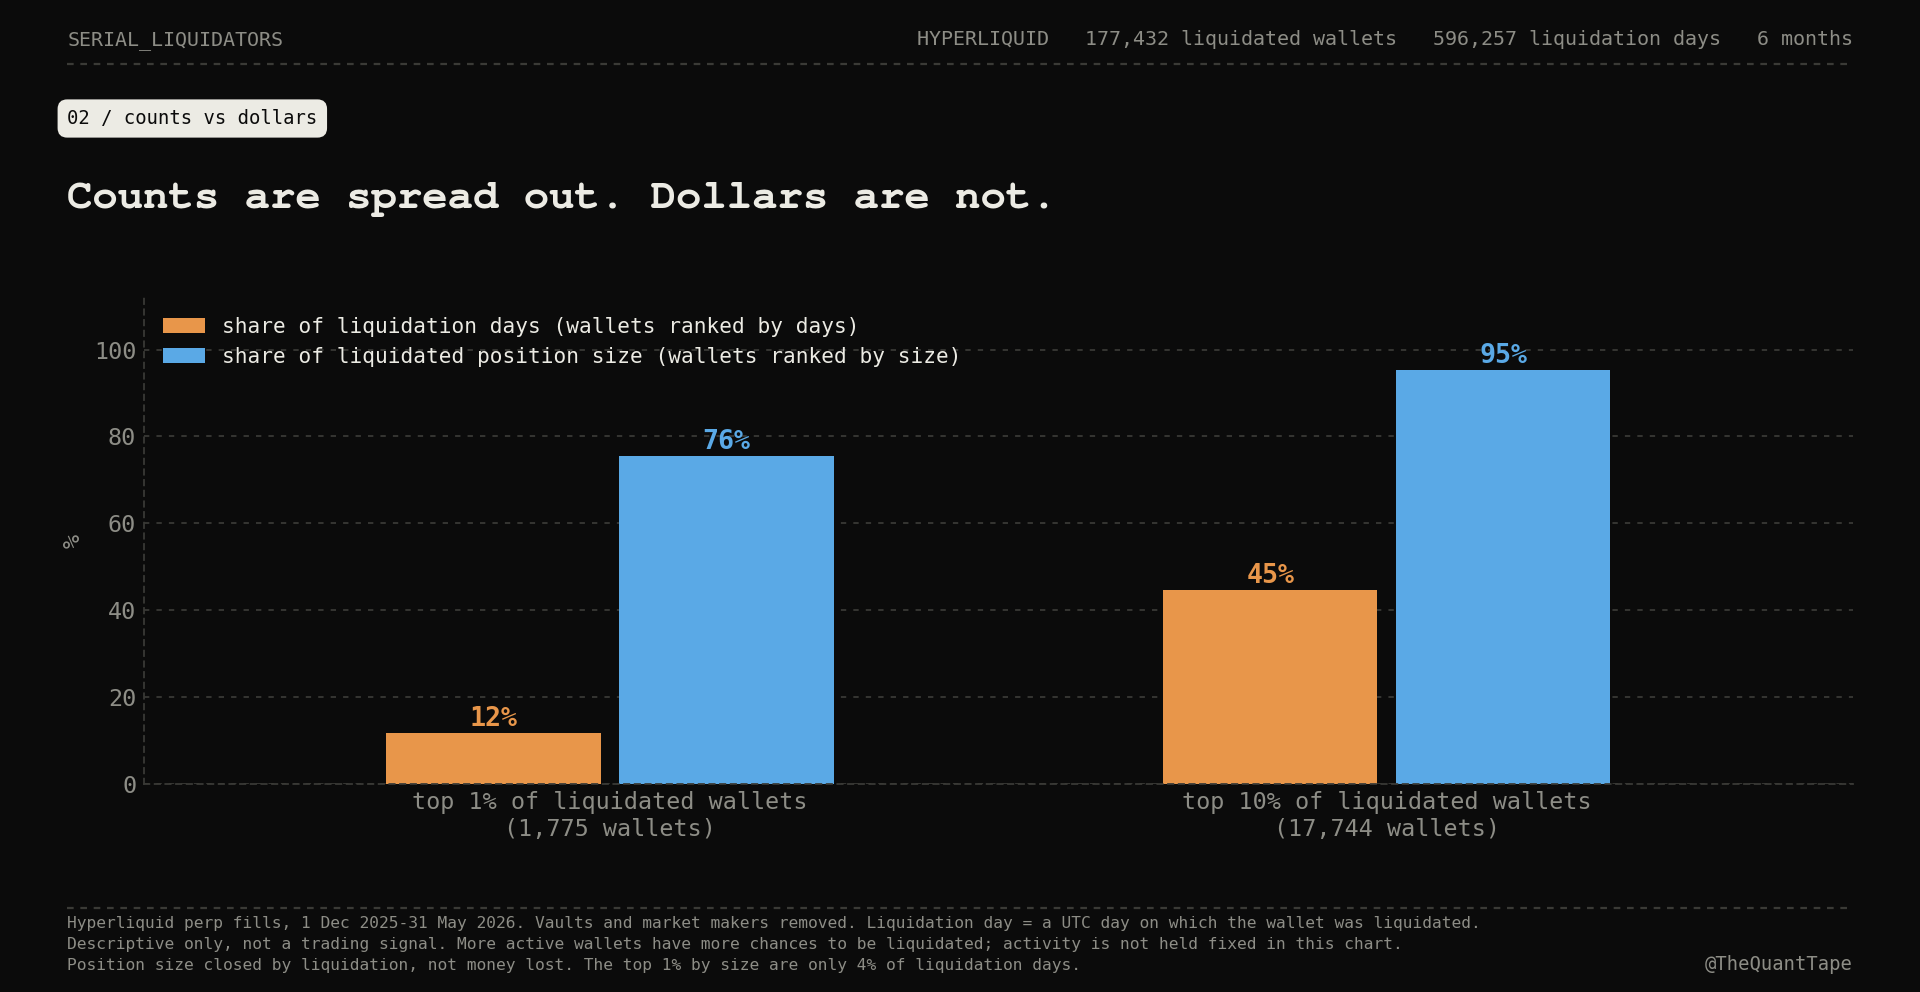 SERIAL_LIQUIDATORS
HYPERLIQUID 177,432 liquidated wallets 596,257 liquidation days 6 months
02 / counts vs dollars
Counts are spread out. Dollars are not.
share of liquidation days (wallets ranked by days)
share of liquidated position size (wallets ranked by size)
100
80
60
40
20
0
%
12%
76%
45%
95%
top 1% of liquidated wallets
(1,775 wallets)
top 10% of liquidated wallets
(17,744 wallets)
Hyperliquid perp fills, 1 Dec 2025-31 May 2026. Vaults and market makers removed. Liquidation day = a UTC day on which the wallet was liquidated.
Descriptive only, not a trading signal. More active wallets have more chances to be liquidated; activity is not held fixed in this chart.
Position size closed by liquidation, not money lost. The top 1% by size are only 4% of liquidation days.
@TheQuantTape